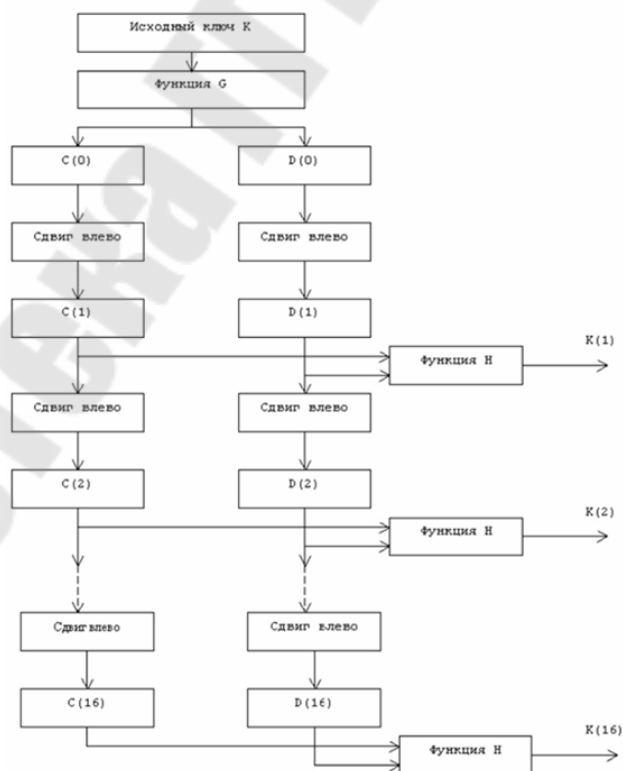 Исходный ключ K
Функция G
C(0)
D(0)
Сдвиг влево
Сдвиг влево
C(1)
D(1)
K(1)
Функция H
Сдвиг влево
Сдвиг влево
C(2)
D(2)
K(2)
Функция H
Сдвиг влево
Сдвиг влево
C(16)
D(16)
K(16)
Функция H